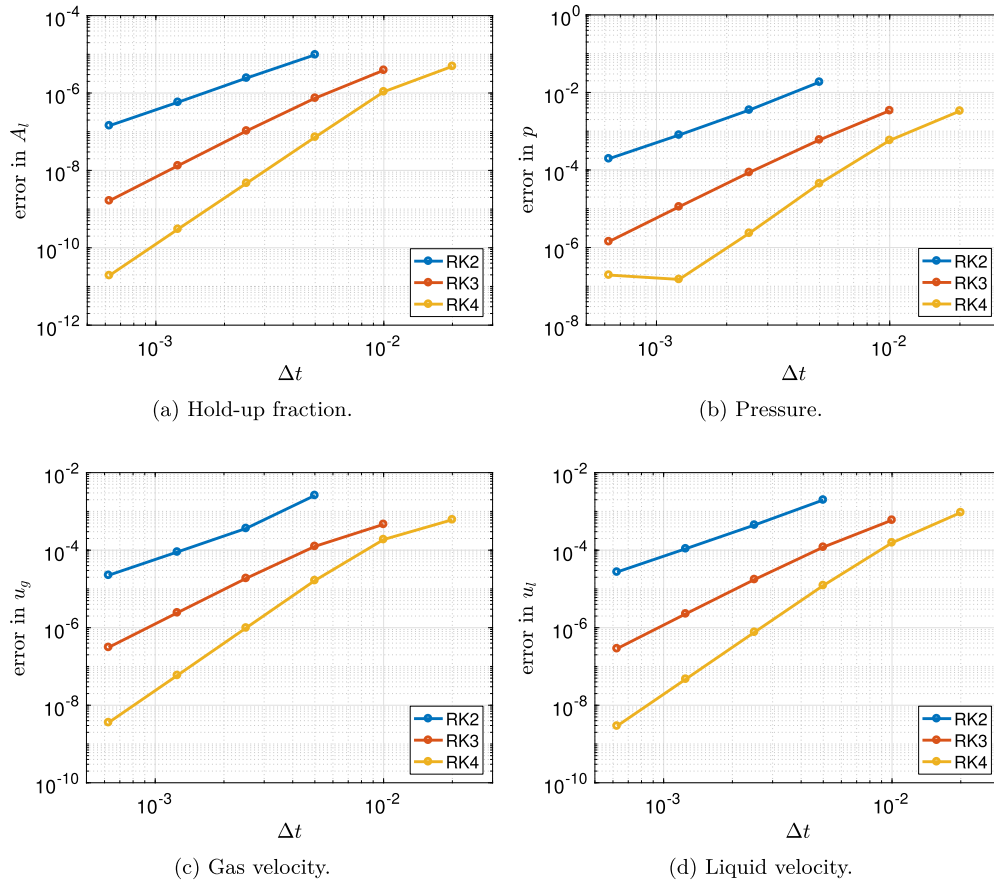 10^-4
10^-6
10^-8
10^-10
10^-12
error in A_l
10^-3
10^-2
Δt
RK2
RK3
RK4
(a) Hold-up fraction.
10^0
10^-2
10^-4
10^-6
10^-8
error in p
10^-3
10^-2
Δt
RK2
RK3
RK4
(b) Pressure.
10^-2
10^-4
10^-6
10^-8
10^-10
error in u_g
10^-3
10^-2
Δt
RK2
RK3
RK4
(c) Gas velocity.
10^-2
10^-4
10^-6
10^-8
10^-10
error in u_l
10^-3
10^-2
Δt
RK2
RK3
RK4
(d) Liquid velocity.